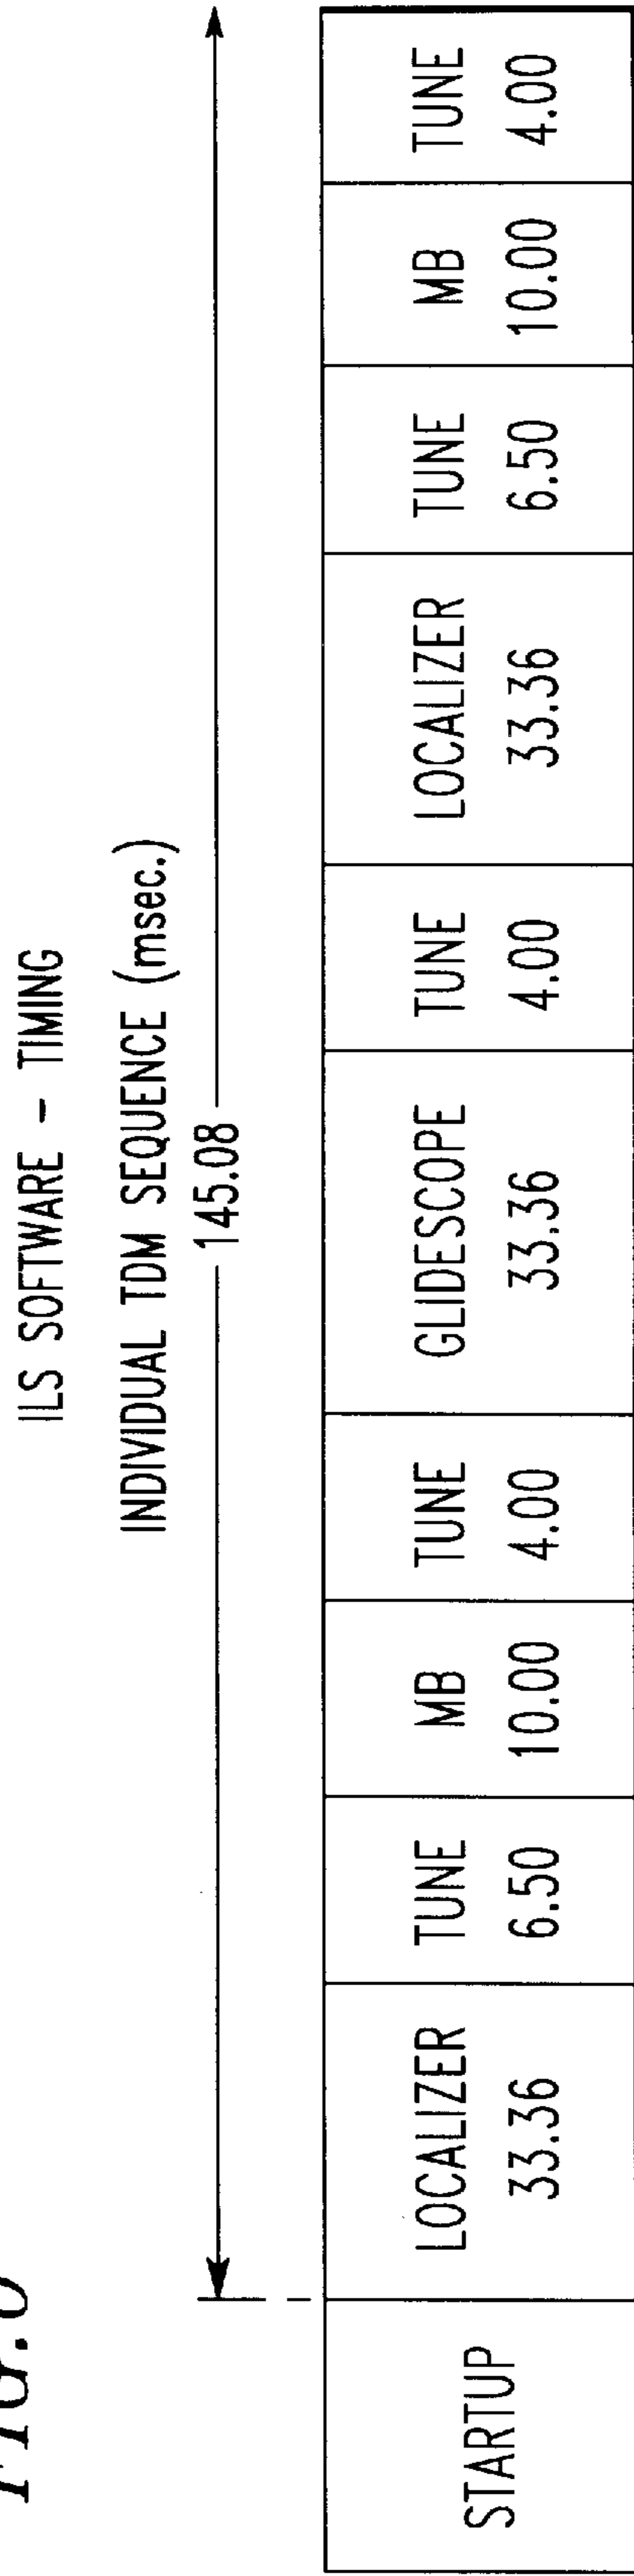 FIG.
ILS SOFTWARE - TIMING
INDIVIDUAL TDM SEQUENCE (msec.)
145.08
STARTUP
LOCALIZER
33.36
TUNE
6.50
MB
10.00
TUNE
4.00
GLIDESCOPE
33.36
TUNE
4.00
LOCALIZER
33.36
TUNE
6.50
MB
10.00
TUNE
4.00